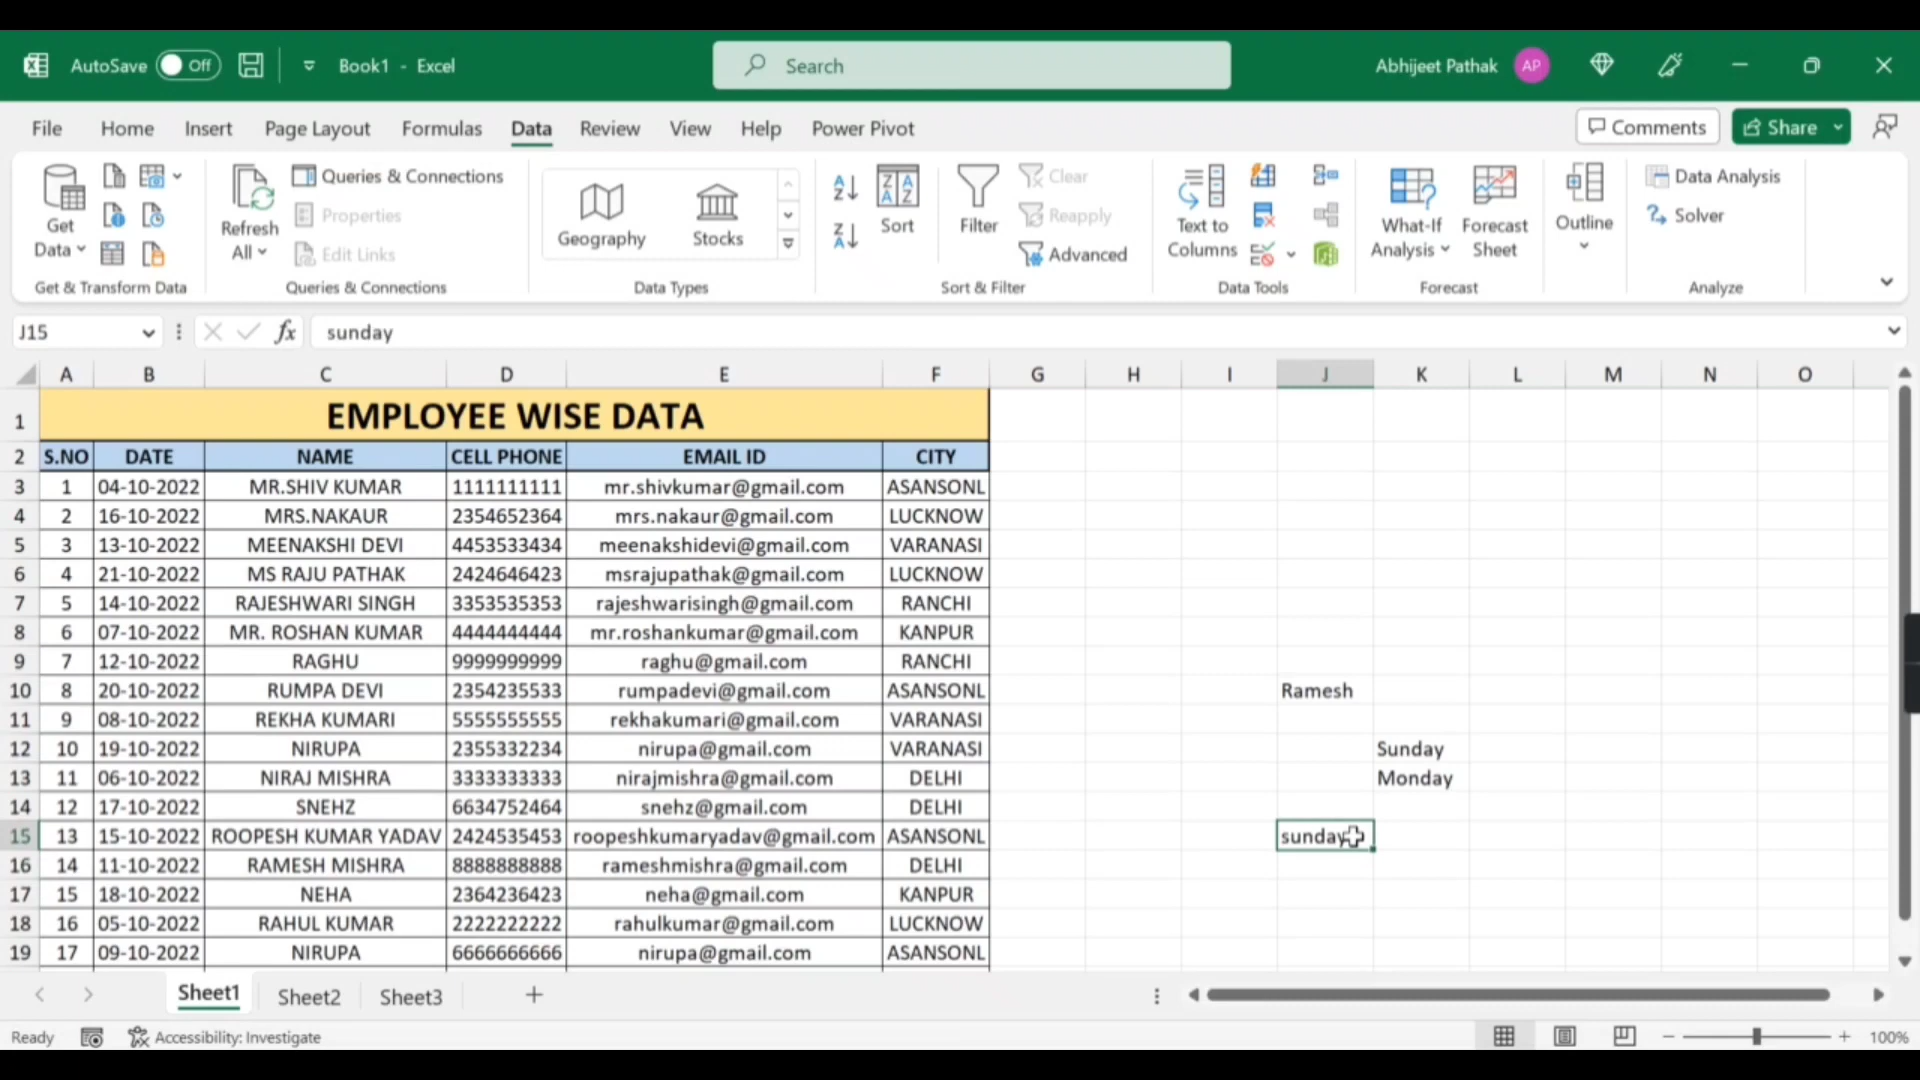 AutoSave Off Book1 - Excel Search Abhijeet Pathak AP
File Home Insert Page Layout Formulas Data Review View Help Power Pivot Comments Share
Get Data
Refresh All
Queries & Connections
Properties
Edit Links
Geography Stocks
Sort
Filter
Clear
Reapply
Advanced
Text to Columns
What-If Analysis
Forecast Sheet
Outline
Data Analysis
Solver
Get & Transform Data Queries & Connections Data Types Sort & Filter Data Tools Forecast Analyze
J15 fx sunday
A B C D E F G H I J K L M N O
1 EMPLOYEE WISE DATA
2 S.NO DATE NAME CELL PHONE EMAIL ID CITY
3 1 04-10-2022 MR.SHIV KUMAR 1111111111 mr.shivkumar@gmail.com ASANSONL
4 2 16-10-2022 MRS.NAKAUR 2354652364 mrs.nakaur@gmail.com LUCKNOW
5 3 13-10-2022 MEENAKSHI DEVI 4453533434 meenakshidevi@gmail.com VARANASI
6 4 21-10-2022 MS RAJU PATHAK 2424646423 msrajupathak@gmail.com LUCKNOW
7 5 14-10-2022 RAJESHWARI SINGH 3353535353 rajeshwarisingh@gmail.com RANCHI
8 6 07-10-2022 MR. ROSHAN KUMAR 4444444444 mr.roshankumar@gmail.com KANPUR
9 7 12-10-2022 RAGHU 9999999999 raghu@gmail.com RANCHI
10 8 20-10-2022 RUMPA DEVI 2354235533 rumpadevi@gmail.com ASANSONL Ramesh
11 9 08-10-2022 REKHA KUMARI 5555555555 rekhakumari@gmail.com VARANASI
12 10 19-10-2022 NIRUPA 2355332234 nirupa@gmail.com VARANASI Sunday
13 11 06-10-2022 NIRAJ MISHRA 3333333333 nirajmishra@gmail.com DELHI Monday
14 12 17-10-2022 SNEHZ 6634752464 snehz@gmail.com DELHI
15 13 15-10-2022 ROOPESH KUMAR YADAV 2424535453 roopeshkumaryadav@gmail.com ASANSONL sunday
16 14 11-10-2022 RAMESH MISHRA 8888888888 rameshmishra@gmail.com DELHI
17 15 18-10-2022 NEHA 2364236423 neha@gmail.com KANPUR
18 16 05-10-2022 RAHUL KUMAR 2222222222 rahulkumar@gmail.com LUCKNOW
19 17 09-10-2022 NIRUPA 6666666666 nirupa@gmail.com ASANSONL
Sheet1 Sheet2 Sheet3
Ready Accessibility: Investigate 100%